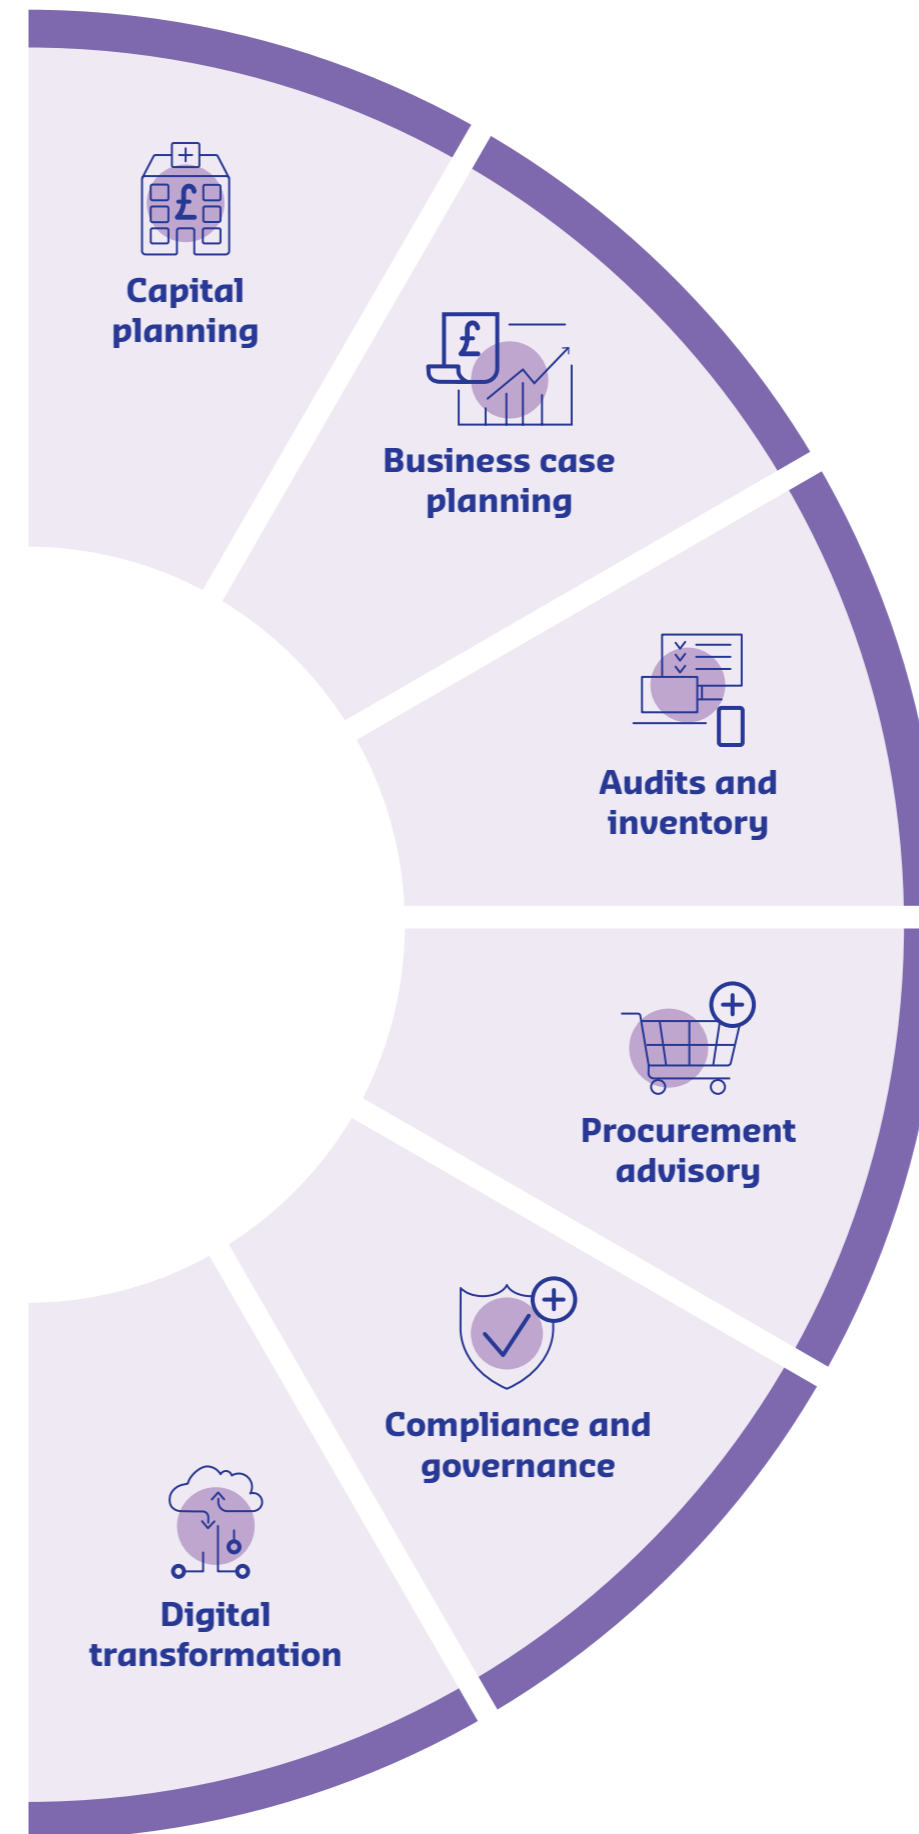 £
Capital
planning
£
Business case
planning
Audits and
inventory
Procurement
advisory
Compliance and
governance
Digital
transformation